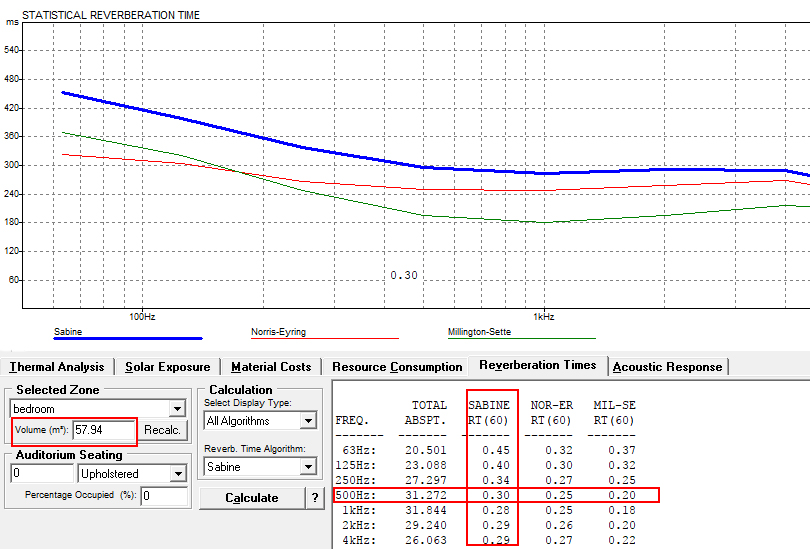 STATISTICAL REVERBERATION TIME
ms
540
480
420
360
300
240
180
120
60
0.30
100Hz 1kHz
Sabine Norris-Eyring Millington-Sette
Thermal Analysis Solar Exposure Material Costs Resource Consumption Reverberation Times Acoustic Response
Selected Zone
bedroom
Volume (m³): 57.94 Recalc.
Auditorium Seating
0 Upholstered
Percentage Occupied (%): 0
Calculation
Select Display Type:
All Algorithms
Reverb. Time Algorithm:
Sabine
Calculate ?
TOTAL SABINE NOR-ER MIL-SE
FREQ. ABSPT. RT(60) RT(60) RT(60)
------- ------- ------- ------- -------
63Hz: 20.501 0.45 0.32 0.37
125Hz: 23.088 0.40 0.30 0.32
250Hz: 27.297 0.34 0.27 0.25
500Hz: 31.272 0.30 0.25 0.20
1kHz: 31.844 0.28 0.25 0.18
2kHz: 29.240 0.29 0.26 0.20
4kHz: 26.063 0.29 0.27 0.22